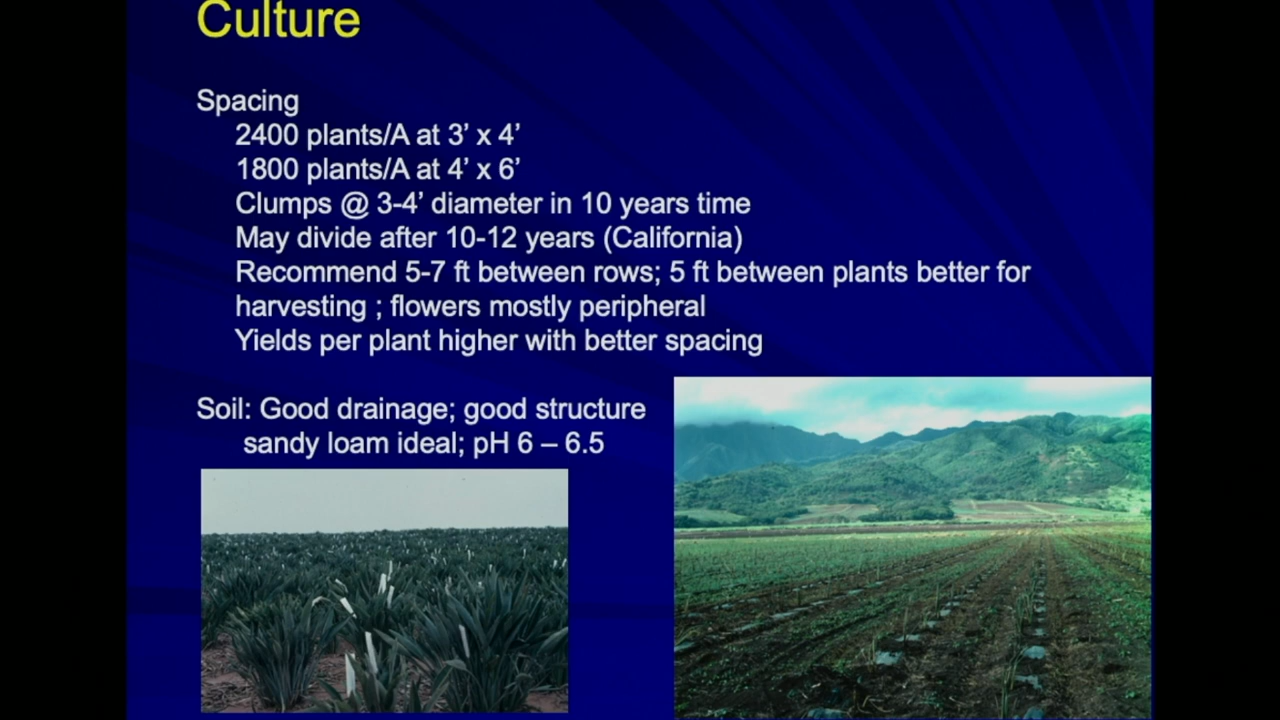 Culture
Spacing
2400 plants/A at 3’ x 4’
1800 plants/A at 4’ x 6’
Clumps @ 3-4’ diameter in 10 years time
May divide after 10-12 years (California)
Recommend 5-7 ft between rows; 5 ft between plants better for
harvesting ; flowers mostly peripheral
Yields per plant higher with better spacing
Soil: Good drainage; good structure
sandy loam ideal; pH 6 – 6.5